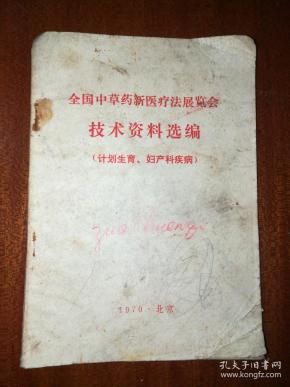 全国中草药新医疗法展览会
技术资料选编
（计划生育、妇产科疾病）
1970·北京
孔夫子旧书网